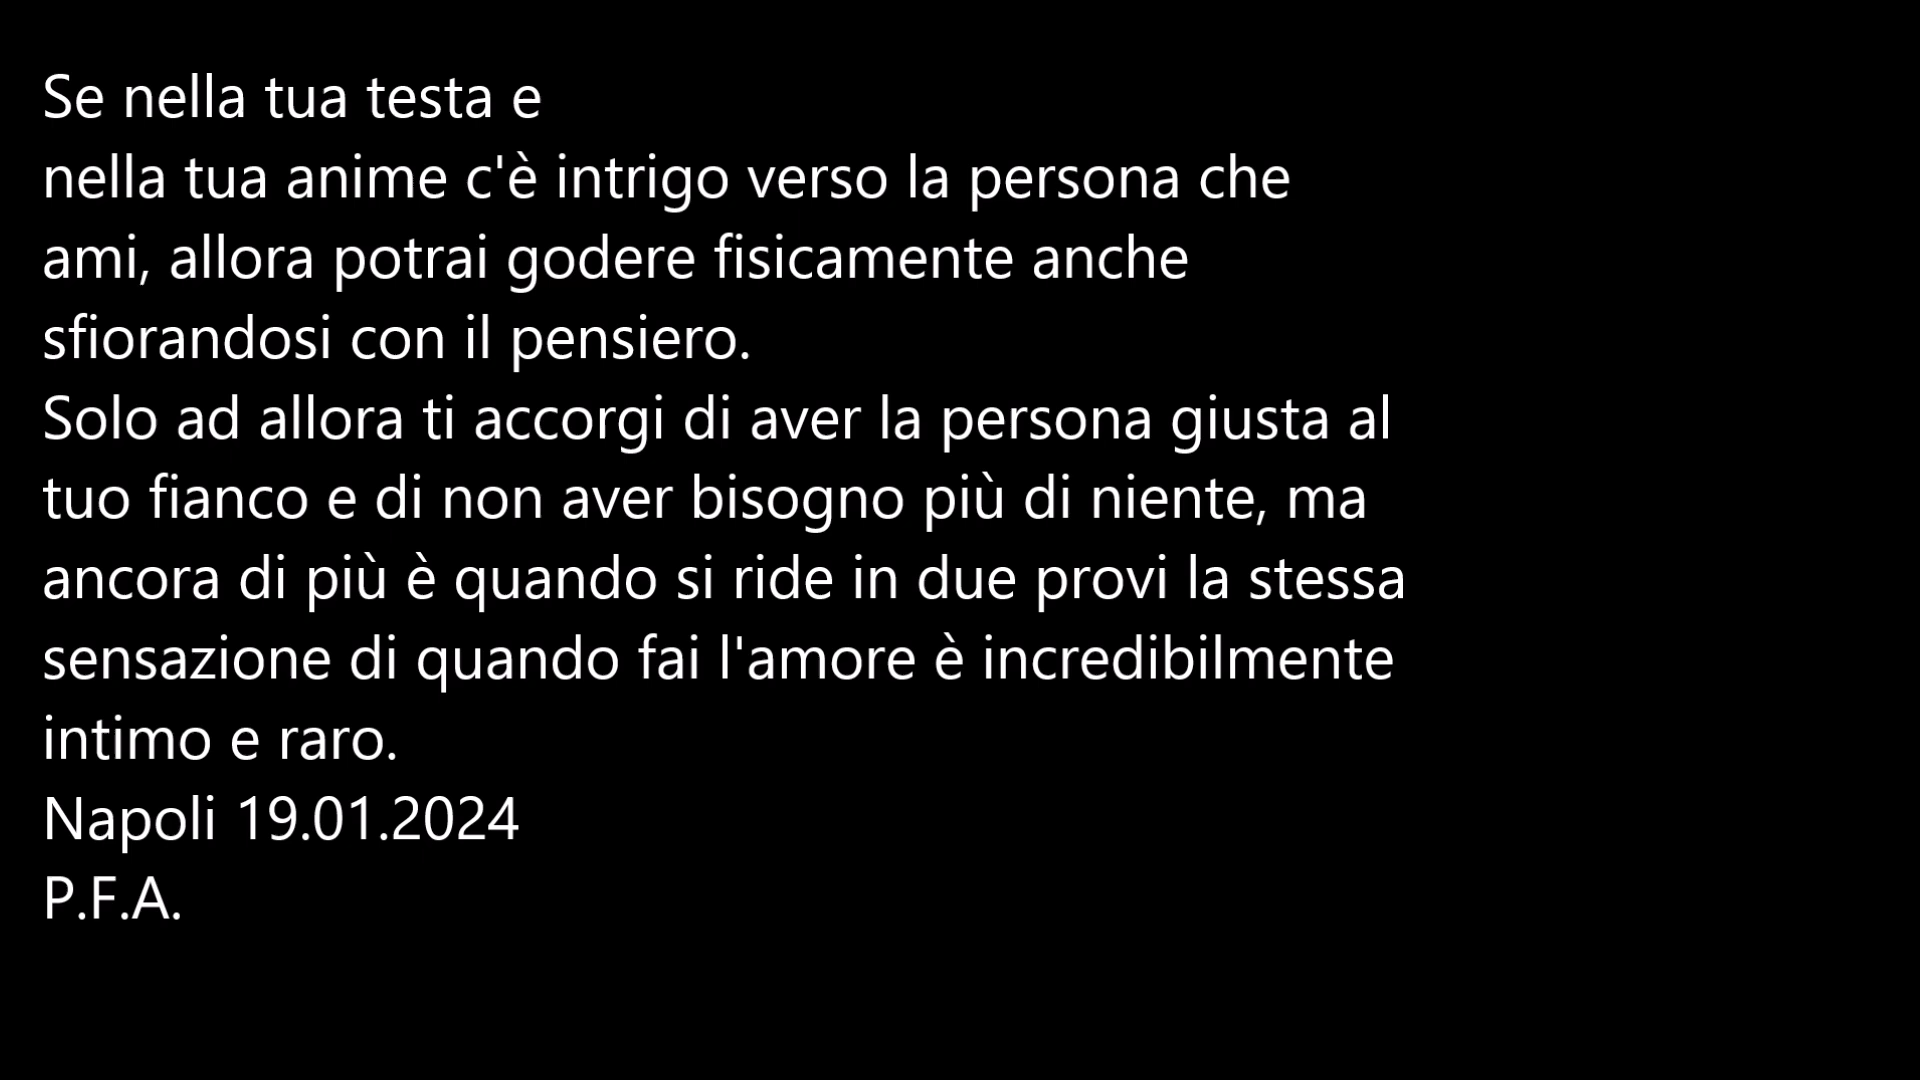 Se nella tua testa e
nella tua anime c'è intrigo verso la persona che
ami, allora potrai godere fisicamente anche
sfiorandosi con il pensiero.
Solo ad allora ti accorgi di aver la persona giusta al
tuo fianco e di non aver bisogno più di niente, ma
ancora di più è quando si ride in due provi la stessa
sensazione di quando fai l'amore è incredibilmente
intimo e raro.
Napoli 19.01.2024
P.F.A.